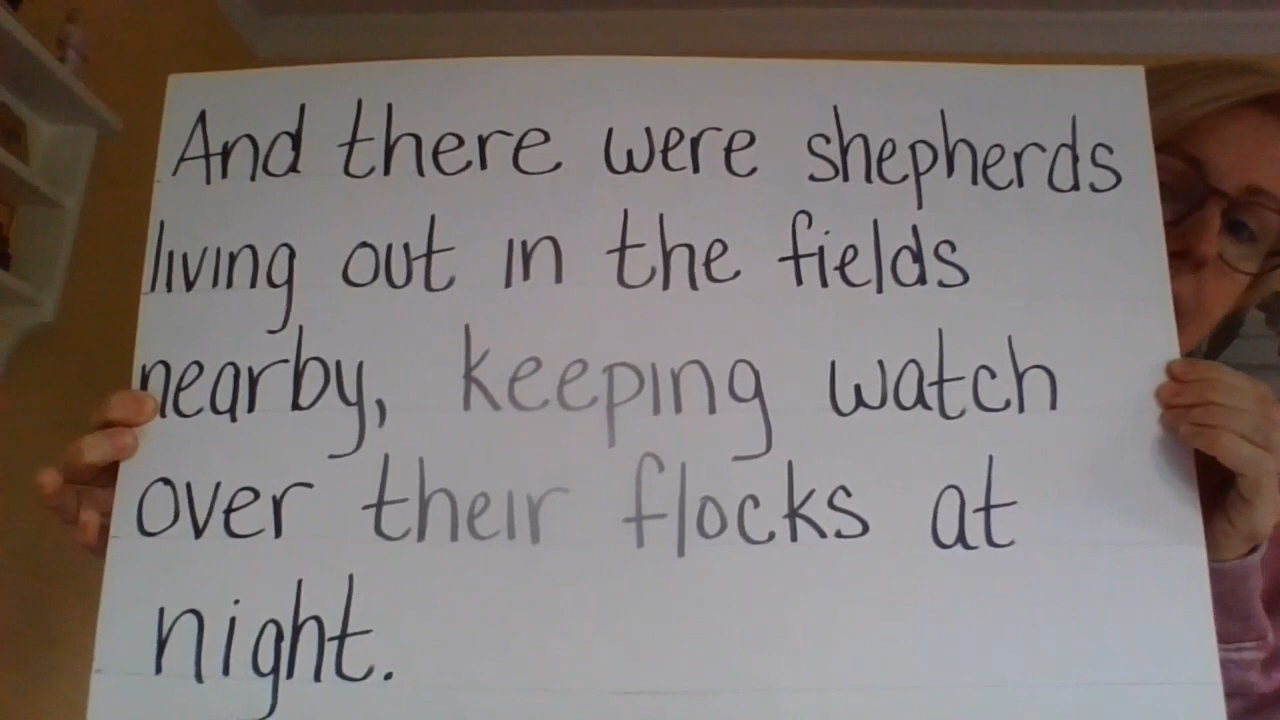 And there were shepherds
living out in the fields
nearby, keeping watch
over their flocks at
night.